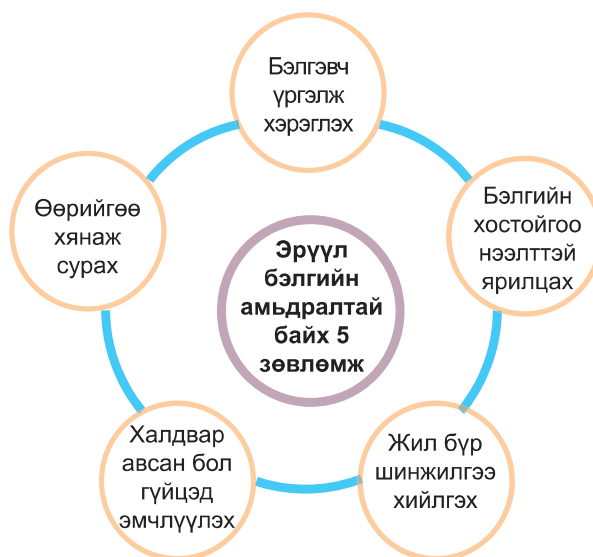 Бэлгэвч
үргэлж
хэрэглэх
Бэлгийн
хостойгоо
нээлттэй
ярилцах
Жил бүр
шинжилгээ
хийлгэх
Халдвар
авсан бол
гүйцэд
эмчлүүлэх
Өөрийгөө
хянаж
сурах
Эрүүл
бэлгийн
амьдралтай
байх 5
зөвлөмж